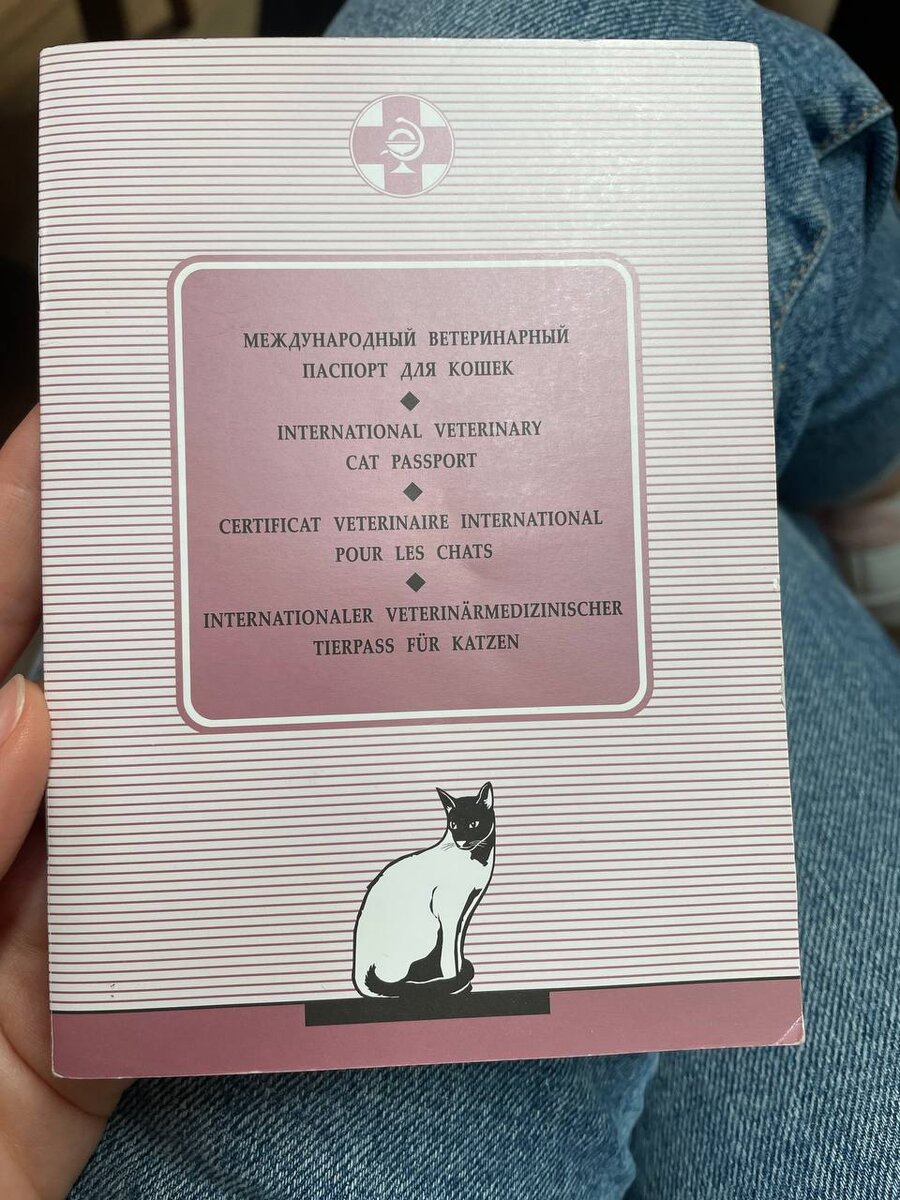 МЕЖДУНАРОДНЫЙ ВЕТЕРИНАРНЫЙ
ПАСПОРТ ДЛЯ КОШЕК
INTERNATIONAL VETERINARY
CAT PASSPORT
CERTIFICAT VETERINAIRE INTERNATIONAL
POUR LES CHATS
INTERNATIONALER VETERINÄRMEDIZINISCHER
TIERPASS FÜR KATZEN